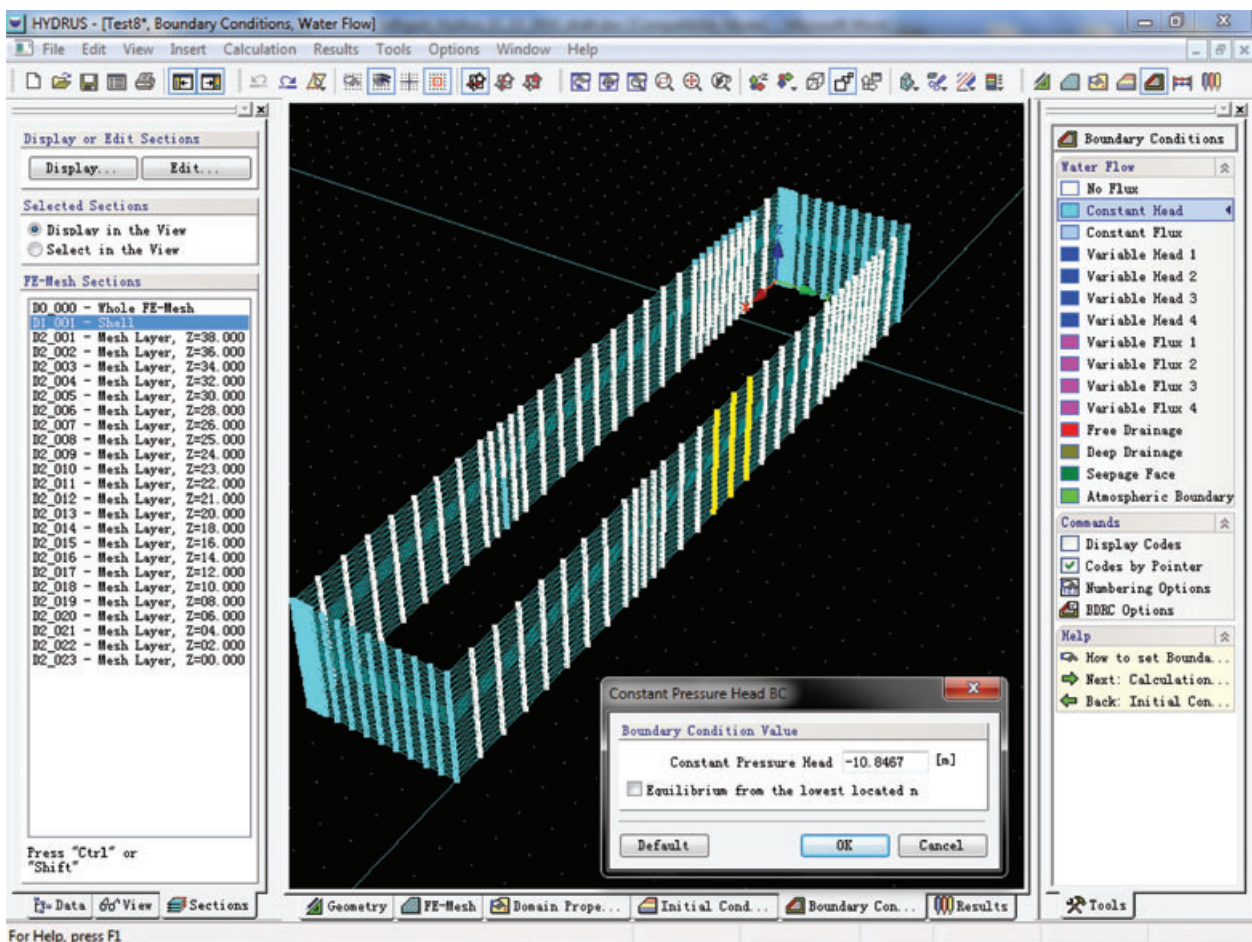 HYDRUS - [Test8*, Boundary Conditions, Water Flow]
File Edit View Insert Calculation Results Tools Options Window Help
Display or Edit Sections
Display... Edit...
Selected Sections
Display in the View
Select in the View
FE-Mesh Sections
D0_000 - Whole FE-Mesh
D1_001 - Shell
D2_001 - Mesh Layer, Z=38.000
D2_002 - Mesh Layer, Z=36.000
D2_003 - Mesh Layer, Z=34.000
D2_004 - Mesh Layer, Z=32.000
D2_005 - Mesh Layer, Z=30.000
D2_006 - Mesh Layer, Z=28.000
D2_007 - Mesh Layer, Z=26.000
D2_008 - Mesh Layer, Z=25.000
D2_009 - Mesh Layer, Z=24.000
D2_010 - Mesh Layer, Z=23.000
D2_011 - Mesh Layer, Z=22.000
D2_012 - Mesh Layer, Z=21.000
D2_013 - Mesh Layer, Z=20.000
D2_014 - Mesh Layer, Z=18.000
D2_015 - Mesh Layer, Z=16.000
D2_016 - Mesh Layer, Z=14.000
D2_017 - Mesh Layer, Z=12.000
D2_018 - Mesh Layer, Z=10.000
D2_019 - Mesh Layer, Z=08.000
D2_020 - Mesh Layer, Z=06.000
D2_021 - Mesh Layer, Z=04.000
D2_022 - Mesh Layer, Z=02.000
D2_023 - Mesh Layer, Z=00.000
Press "Ctrl" or
"Shift"
Data View Sections
Z
X
Constant Pressure Head BC
Boundary Condition Value
Constant Pressure Head -10.8467 [m]
Equilibrium from the lowest located n
Default OK Cancel
Geometry FE-Mesh Domain Prope... Initial Cond... Boundary Con... Results
Boundary Conditions
Water Flow
No Flux
Constant Head
Constant Flux
Variable Head 1
Variable Head 2
Variable Head 3
Variable Head 4
Variable Flux 1
Variable Flux 2
Variable Flux 3
Variable Flux 4
Free Drainage
Deep Drainage
Seepage Face
Atmospheric Boundary
Commands
Display Codes
Codes by Pointer
Numbering Options
BDRC Options
Help
How to set Bounda...
Next: Calculation...
Back: Initial Con...
Tools
For Help, press F1